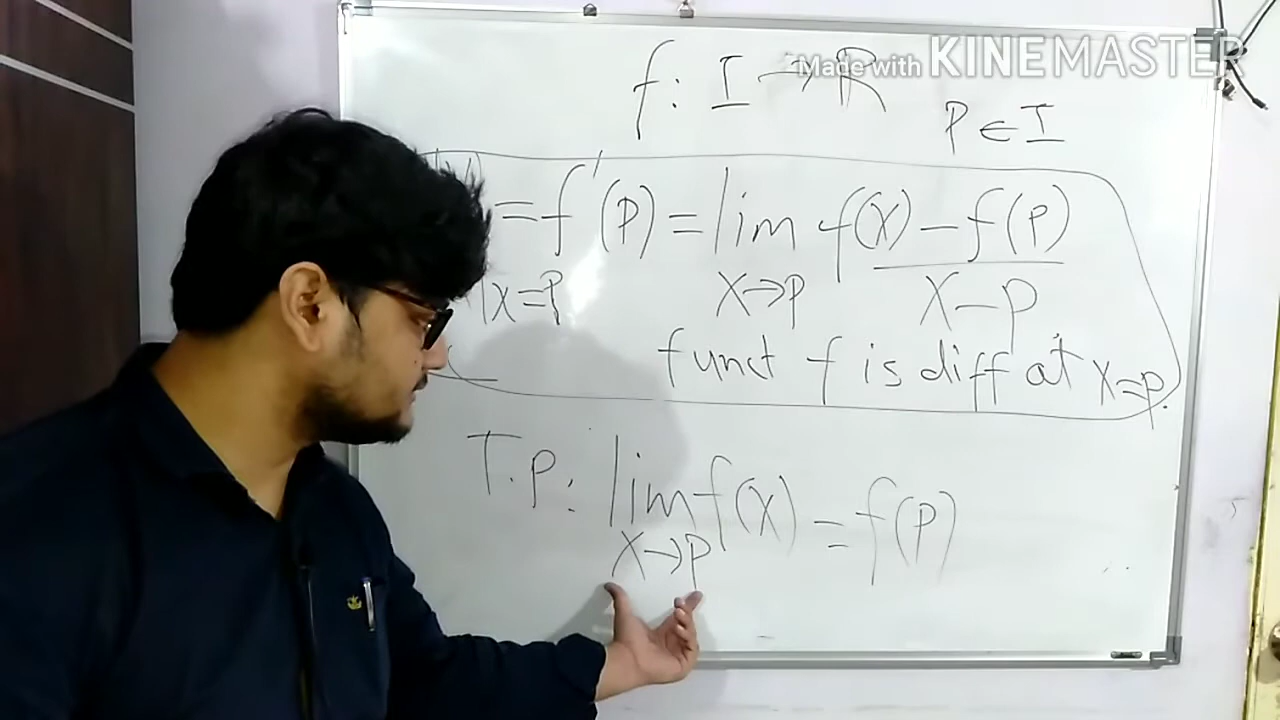 f: I → R
Made with KINEMASTER
P ∈ I
= f'(P) = lim f(x) - f(P)
x=P x→P x-P
funct f is diff at x=p.
T.P: lim f(x) = f(P)
x→P